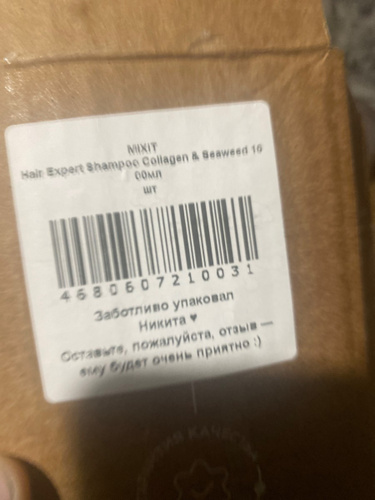 MIXIT
Hair Expert Shampoo Collagen & Seaweed 10
00мл
шт
4680607210031
Заботливо упаковал
Никита ♥
Оставьте, пожалуйста, отзыв —
ему будет очень приятно :)
КАЧЕСТВА